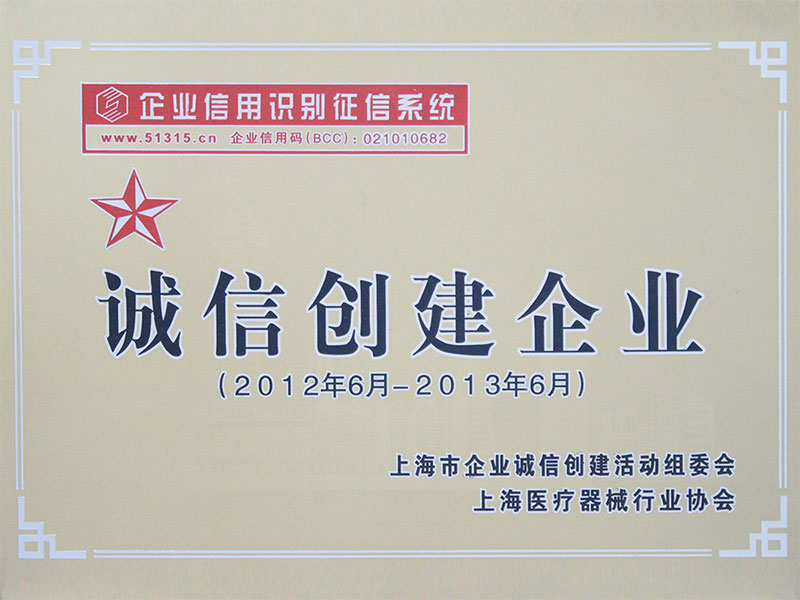 企业信用识别征信系统
www.51315.cn 企业信用码(BCC):021010682
诚信创建企业
(2012年6月-2013年6月)
上海市企业诚信创建活动组委会
上海医疗器械行业协会